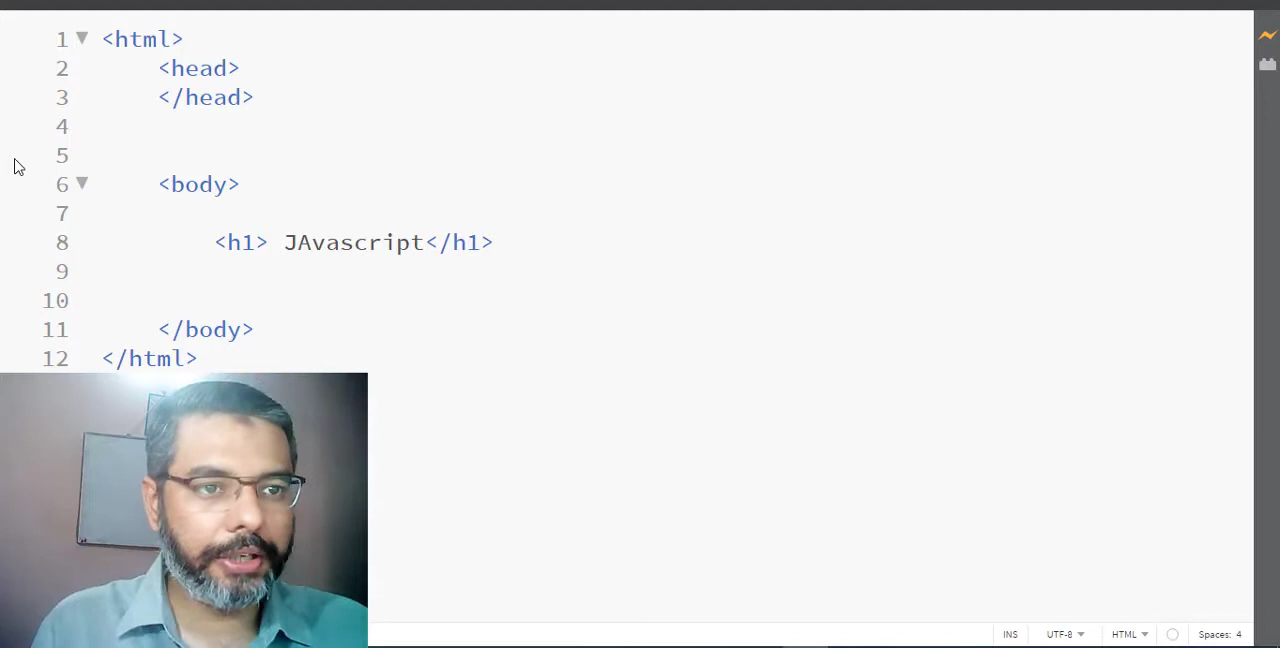 1 <html>
2 <head>
3 </head>
4
5
6 <body>
7
8 <h1> JAvascript</h1>
9
10
11 </body>
12 </html>
INS UTF-8 HTML Spaces: 4